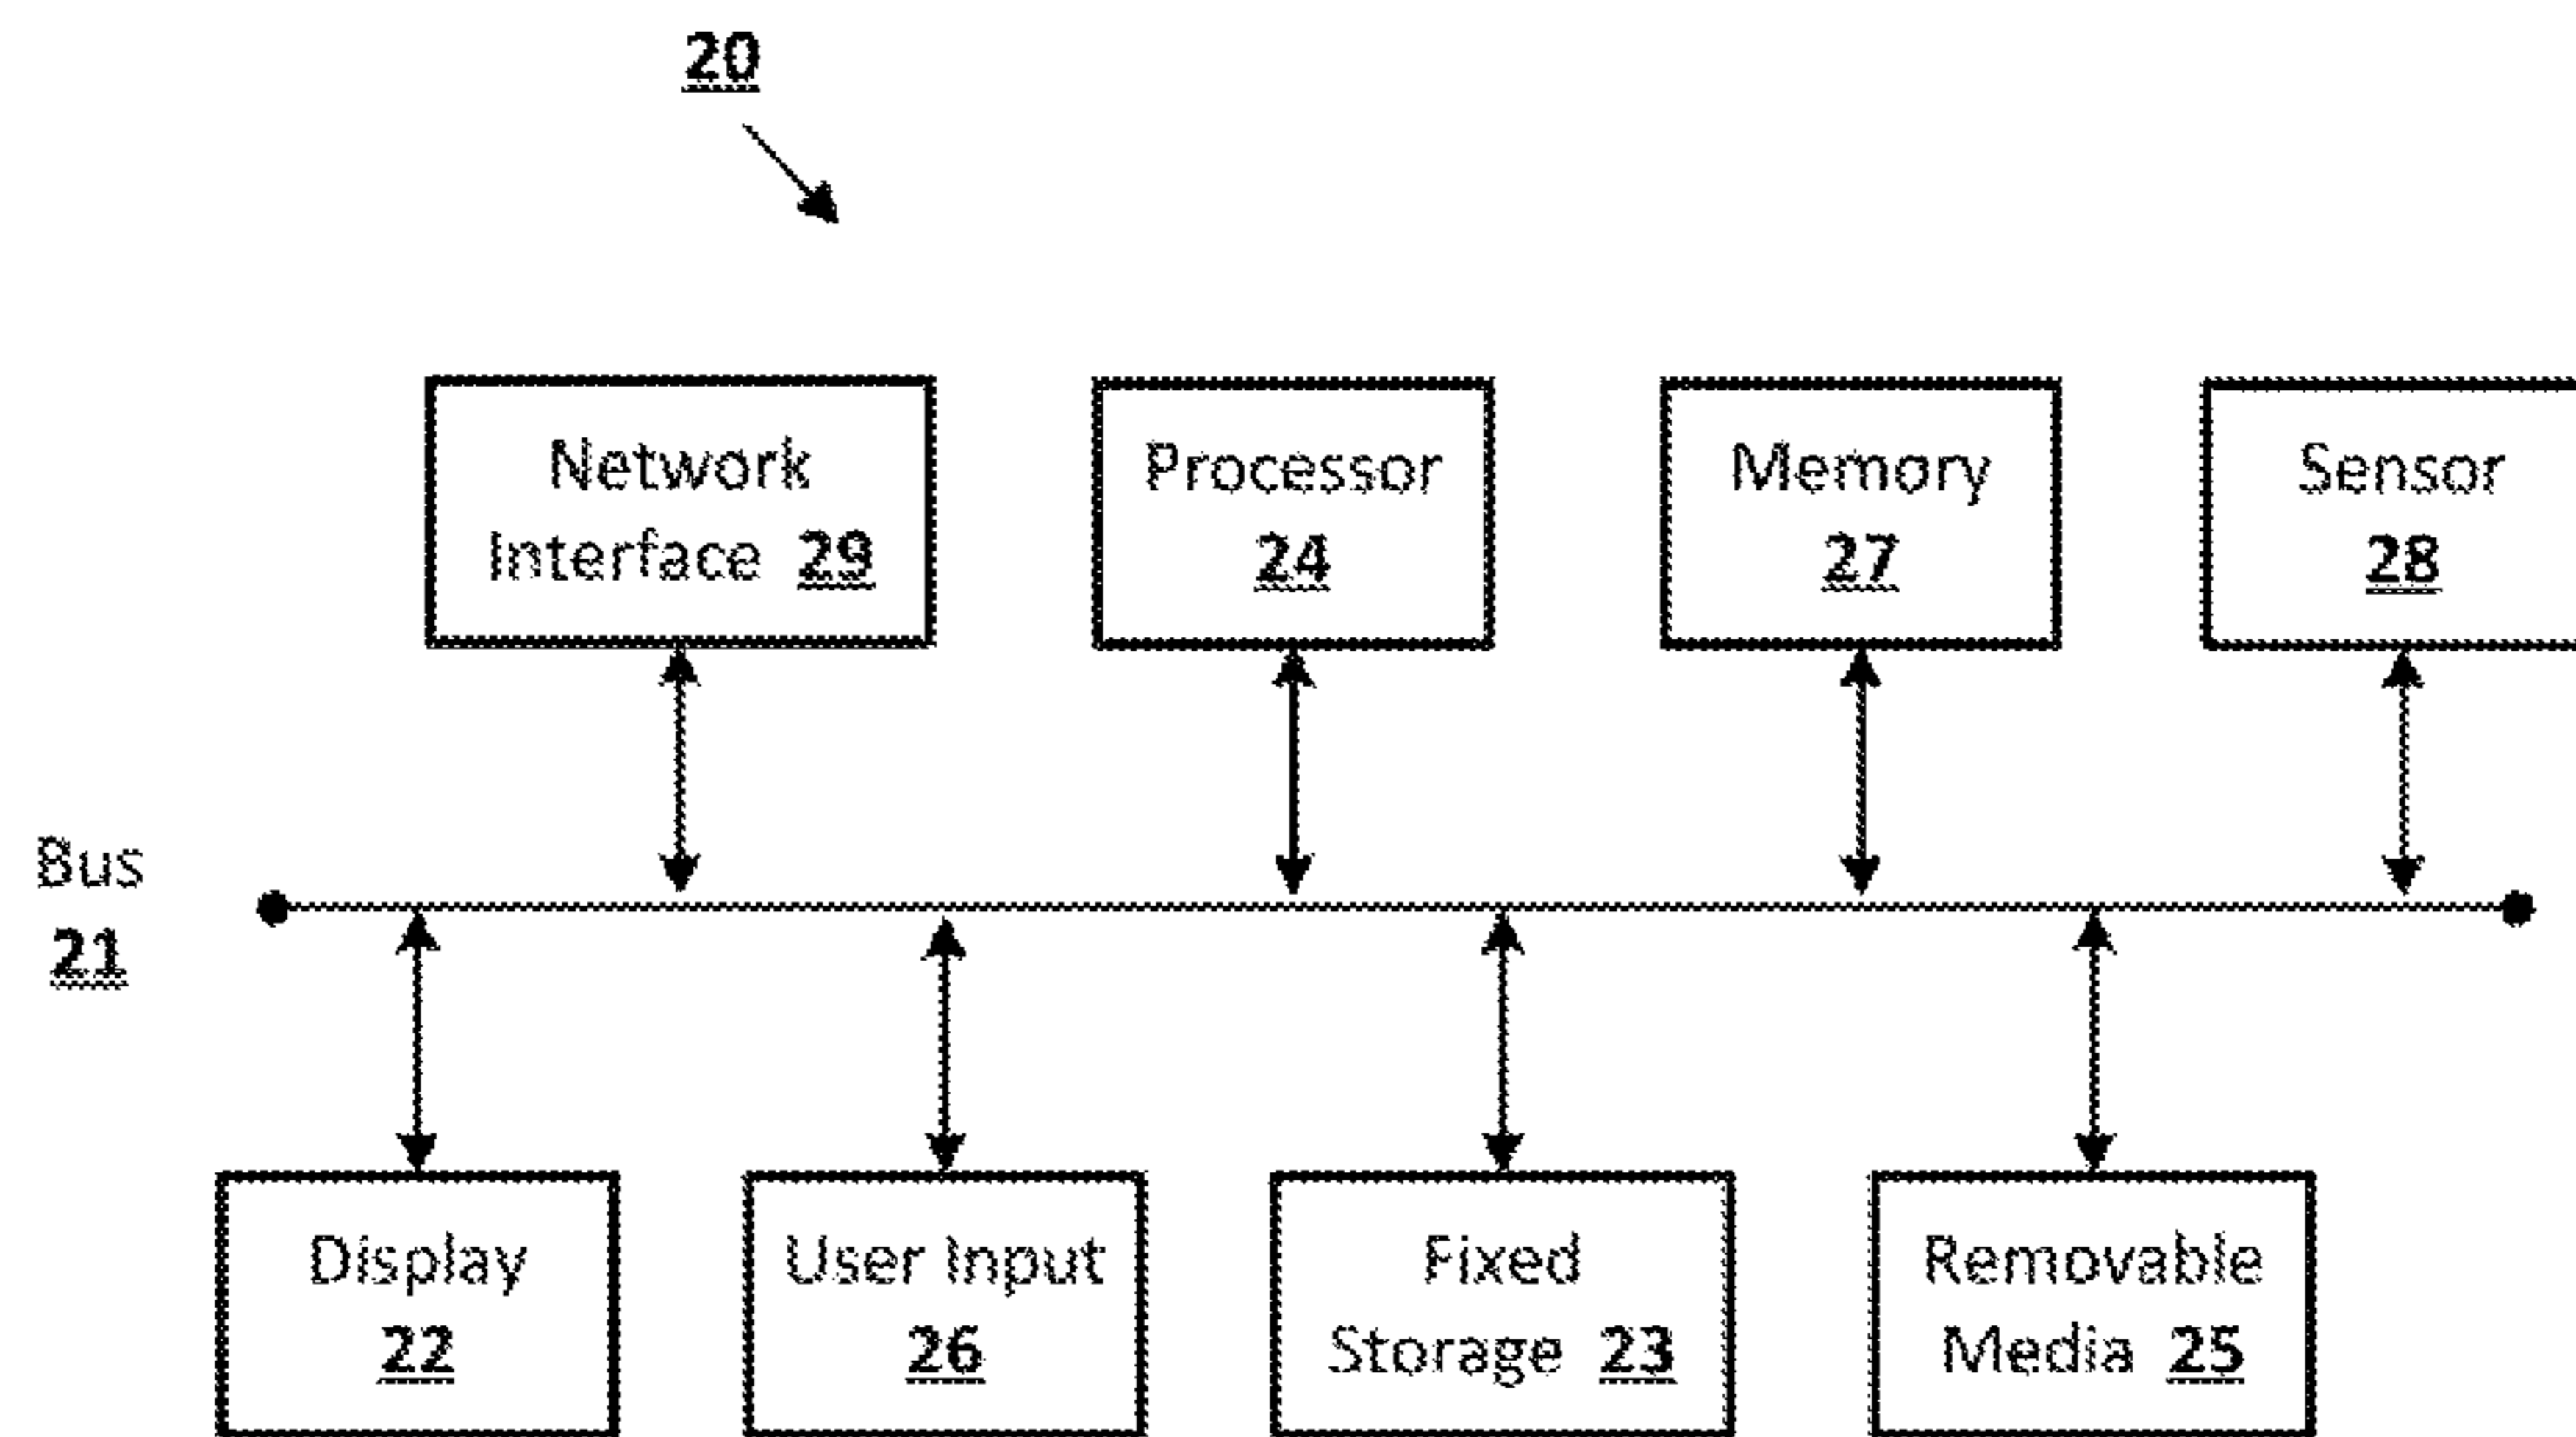 20
Network
Interface 29
Processor
24
Memory
27
Sensor
28
Bus
21
Display
22
User Input
26
Fixed
Storage 23
Removable
Media 25